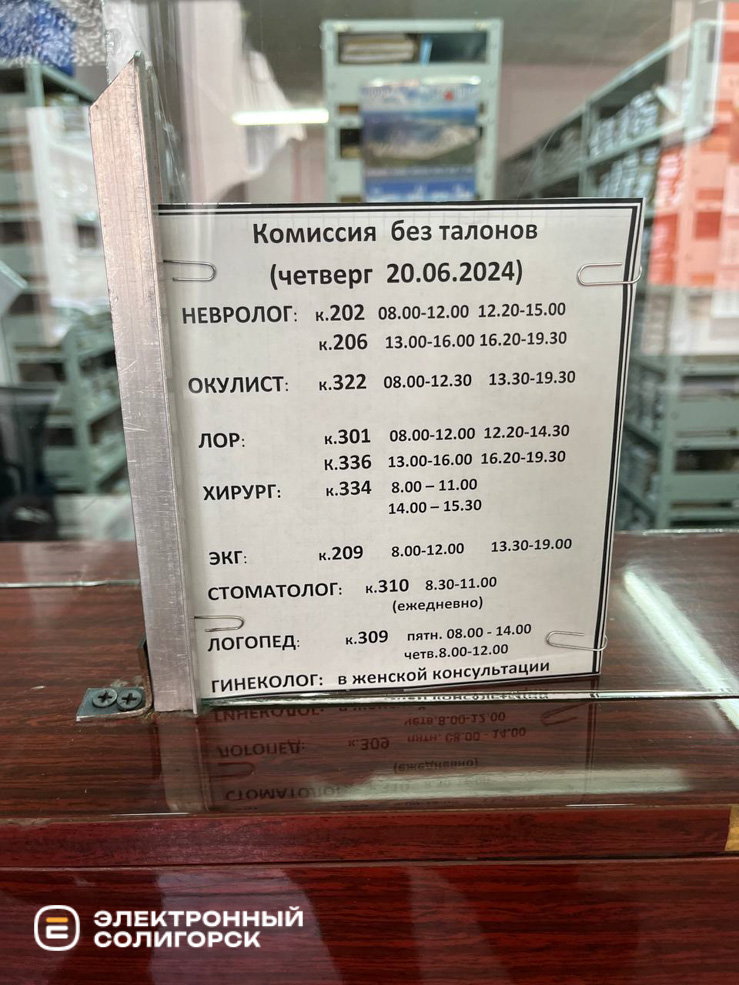 Комиссия без талонов
(четверг 20.06.2024)
НЕВРОЛОГ: к.202 08.00-12.00 12.20-15.00
к.206 13.00-16.00 16.20-19.30
ОКУЛИСТ: к.322 08.00-12.30 13.30-19.30
ЛОР: к.301 08.00-12.00 12.20-14.30
к.336 13.00-16.00 16.20-19.30
ХИРУРГ: к.334 8.00 – 11.00
14.00 – 15.30
ЭКГ: к.209 8.00-12.00 13.30-19.00
СТОМАТОЛОГ: к.310 8.30-11.00
(ежедневно)
ЛОГОПЕД: к.309 пятн. 08.00 - 14.00
четв.8.00-12.00
ГИНЕКОЛОГ: в женской консультации
ЭЛЕКТРОННЫЙ
СОЛИГОРСК